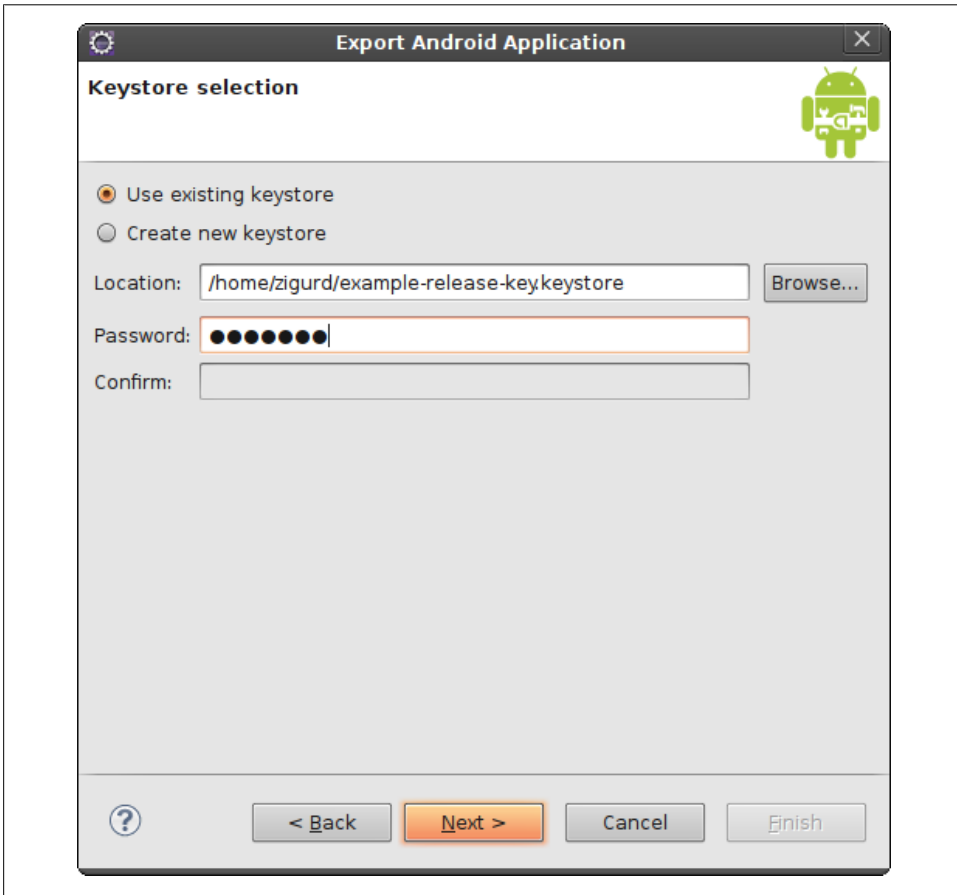 Export Android Application
Keystore selection
Use existing keystore
Create new keystore
Location: /home/zigurd/example-release-key.keystore Browse...
Password: ●●●●●●●
Confirm:
? < Back Next > Cancel Finish